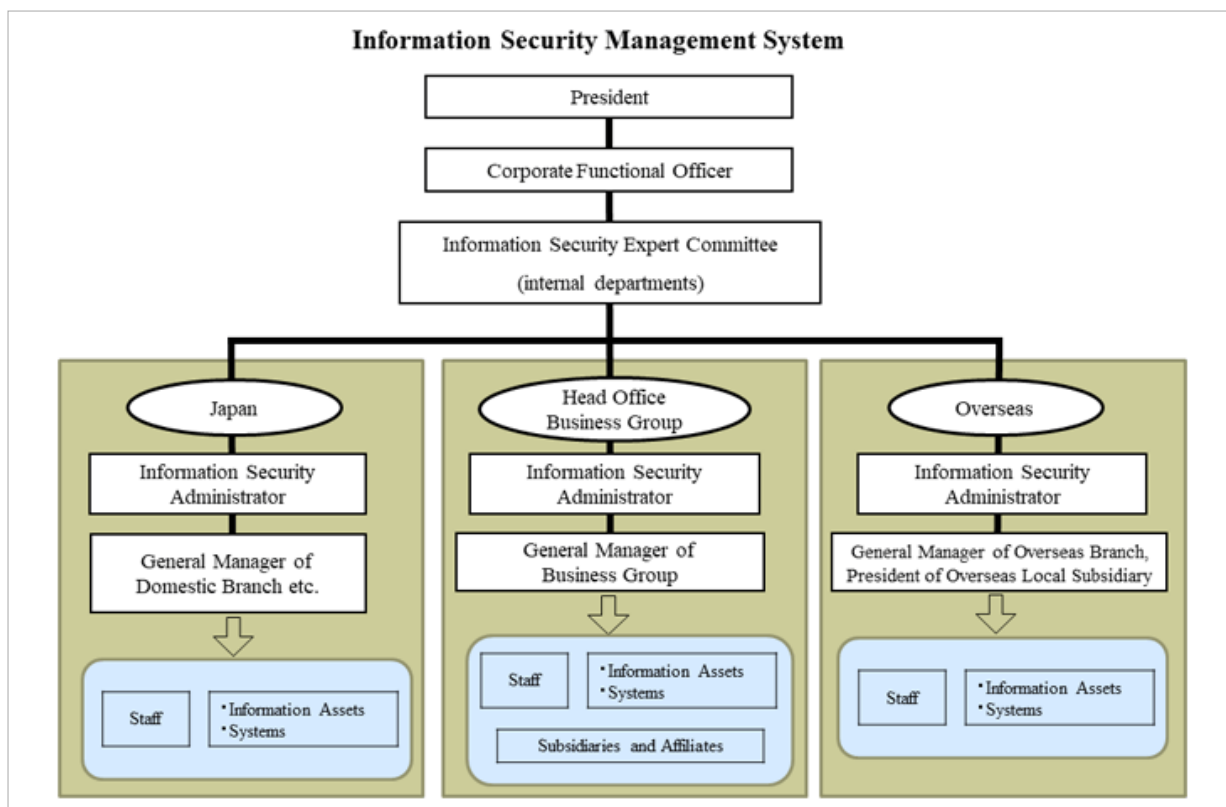 Information Security Management System
President
Corporate Functional Officer
Information Security Expert Committee
(internal departments)
Japan
Information Security
Administrator
General Manager of
Domestic Branch etc.
Staff
・Information Assets
・Systems
Head Office
Business Group
Information Security
Administrator
General Manager of
Business Group
Staff
・Information Assets
・Systems
Subsidiaries and Affiliates
Overseas
Information Security
Administrator
General Manager of Overseas Branch,
President of Overseas Local Subsidiary
Staff
・Information Assets
・Systems